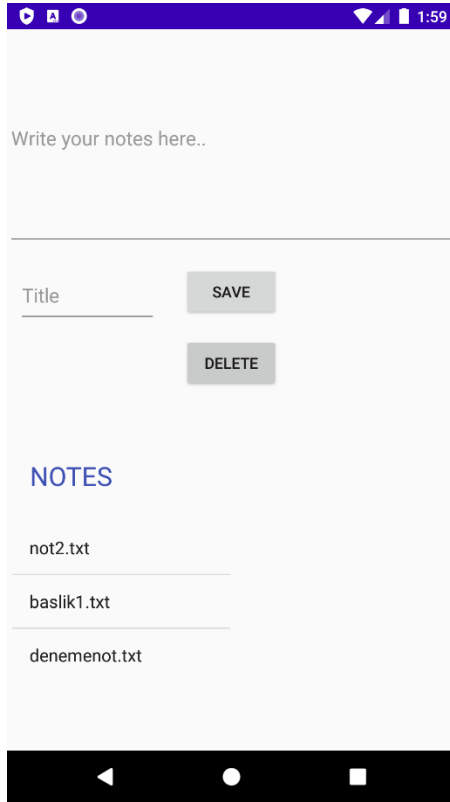 1:59
Write your notes here..
Title
SAVE
DELETE
NOTES
not2.txt
baslik1.txt
denemenot.txt